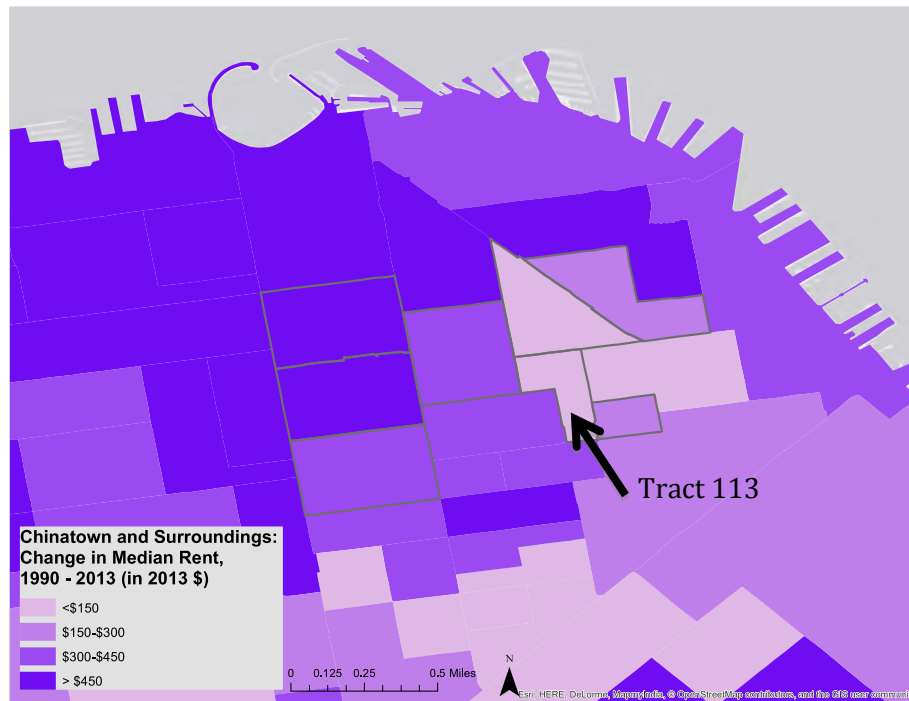 Tract 113
Chinatown and Surroundings:
Change in Median Rent,
1990 - 2013 (in 2013 $)
<$150
$150-$300
$300-$450
> $450
0 0.125 0.25 0.5 Miles
N
Esri, HERE, DeLorme, MapmyIndia, © OpenStreetMap contributors, and the GIS user communi